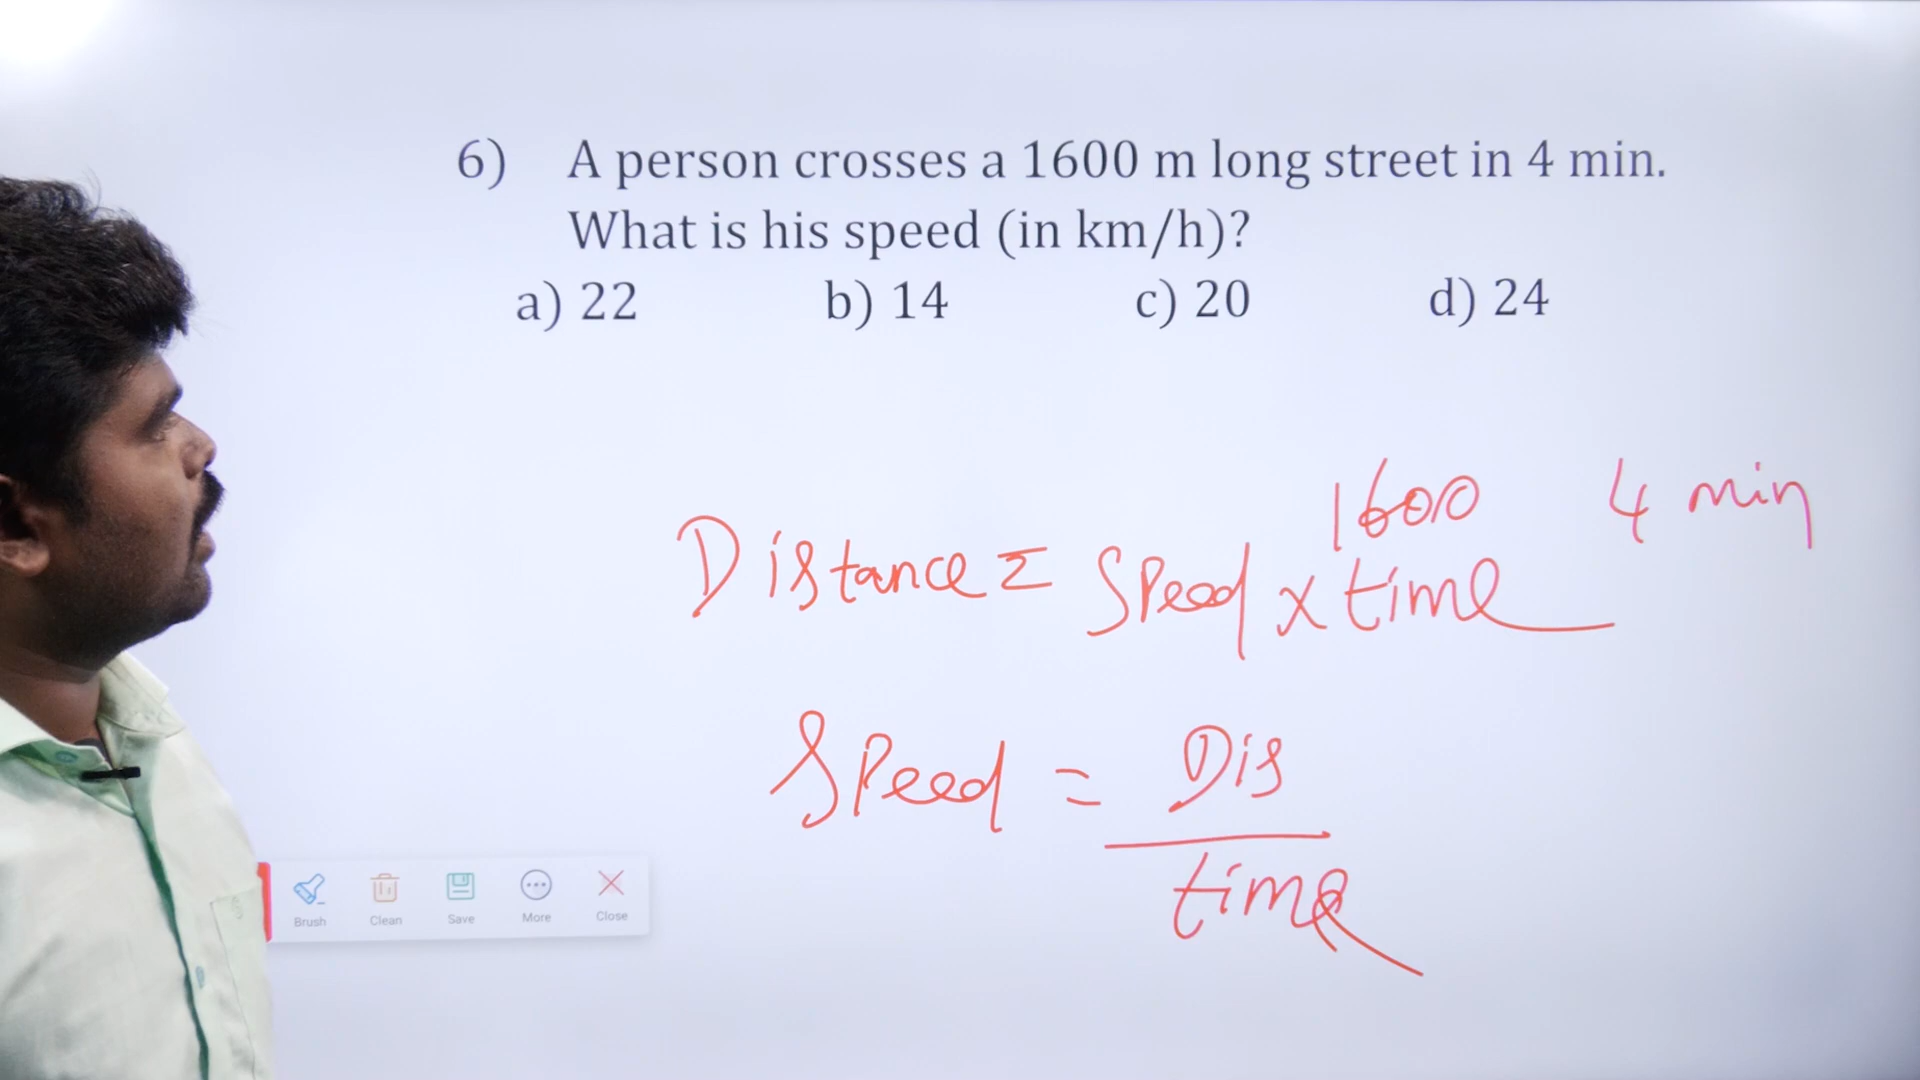 6) A person crosses a 1600 m long street in 4 min.
What is his speed (in km/h)?
a) 22 b) 14 c) 20 d) 24
1600 4 min
Distance = Speed x time
Speed = Dis
time
Brush Clean Save More Close